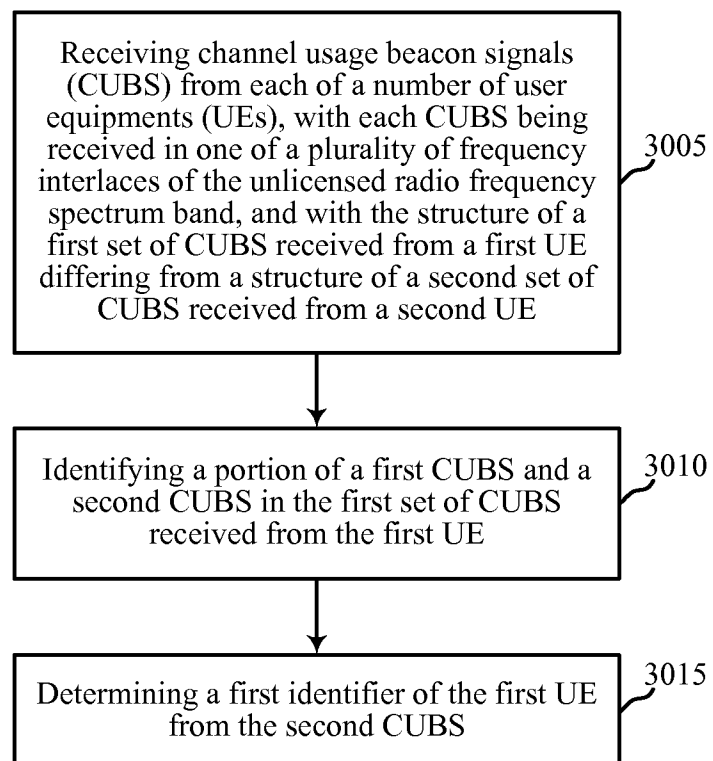 Receiving channel usage beacon signals
(CUBS) from each of a number of user
equipments (UEs), with each CUBS being
received in one of a plurality of frequency
interlaces of the unlicensed radio frequency
spectrum band, and with the structure of a
first set of CUBS received from a first UE
differing from a structure of a second set of
CUBS received from a second UE
3005
Identifying a portion of a first CUBS and a
second CUBS in the first set of CUBS
received from the first UE
3010
Determining a first identifier of the first UE
from the second CUBS
3015